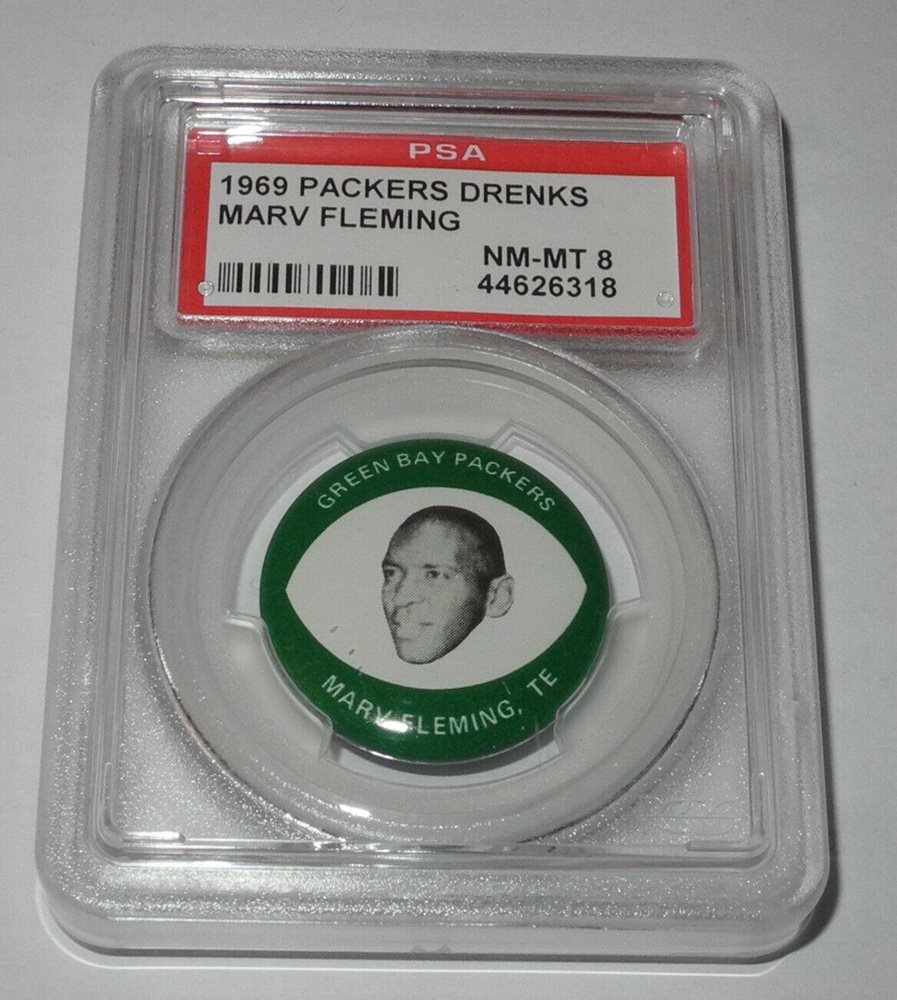 PSA
1969 PACKERS DRENKS
MARV FLEMING
NM-MT 8
44626318
GREEN BAY PACKERS
MARV FLEMING, TE